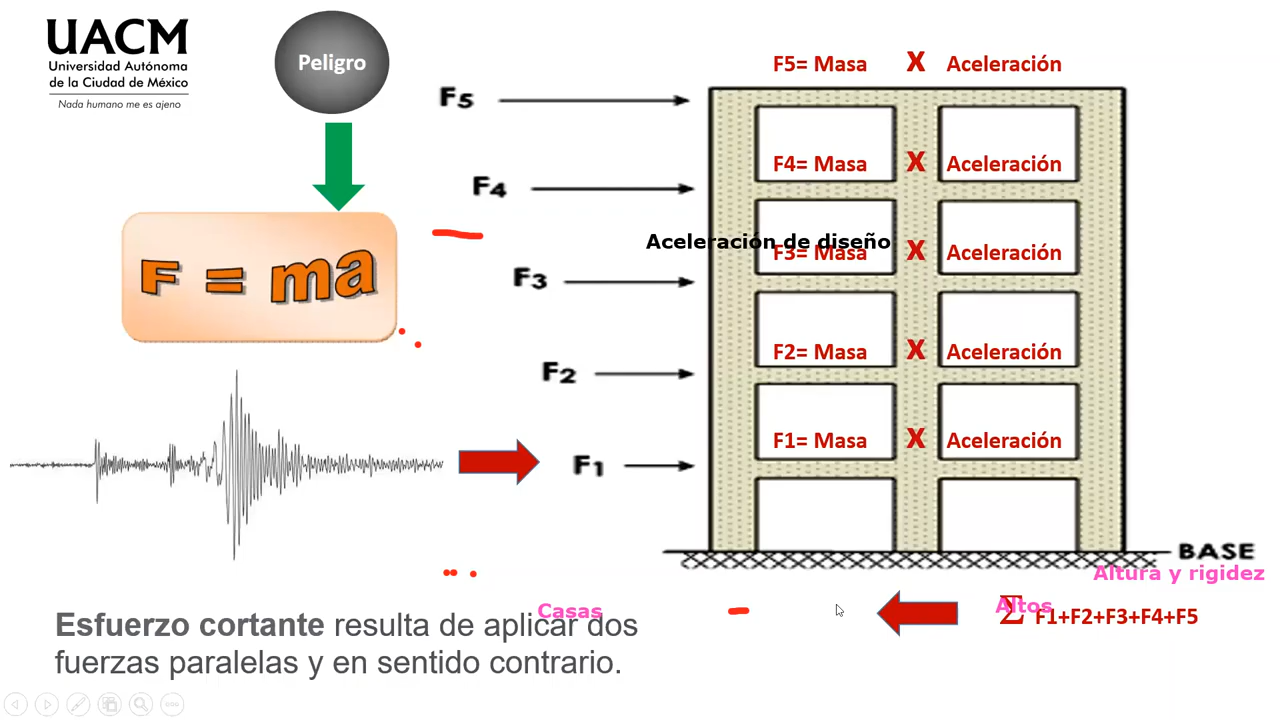 UACM
Universidad Autónoma
de la Ciudad de México
Nada humano me es ajeno
Peligro
F = ma
F5= Masa X Aceleración
F5
F4= Masa X Aceleración
F4
Aceleración de diseño
F3= Masa X Aceleración
F3
F2= Masa X Aceleración
F2
F1= Masa X Aceleración
F1
BASE
Altura y rigidez
Casas
Altos
Σ F1+F2+F3+F4+F5
Esfuerzo cortante resulta de aplicar dos
fuerzas paralelas y en sentido contrario.